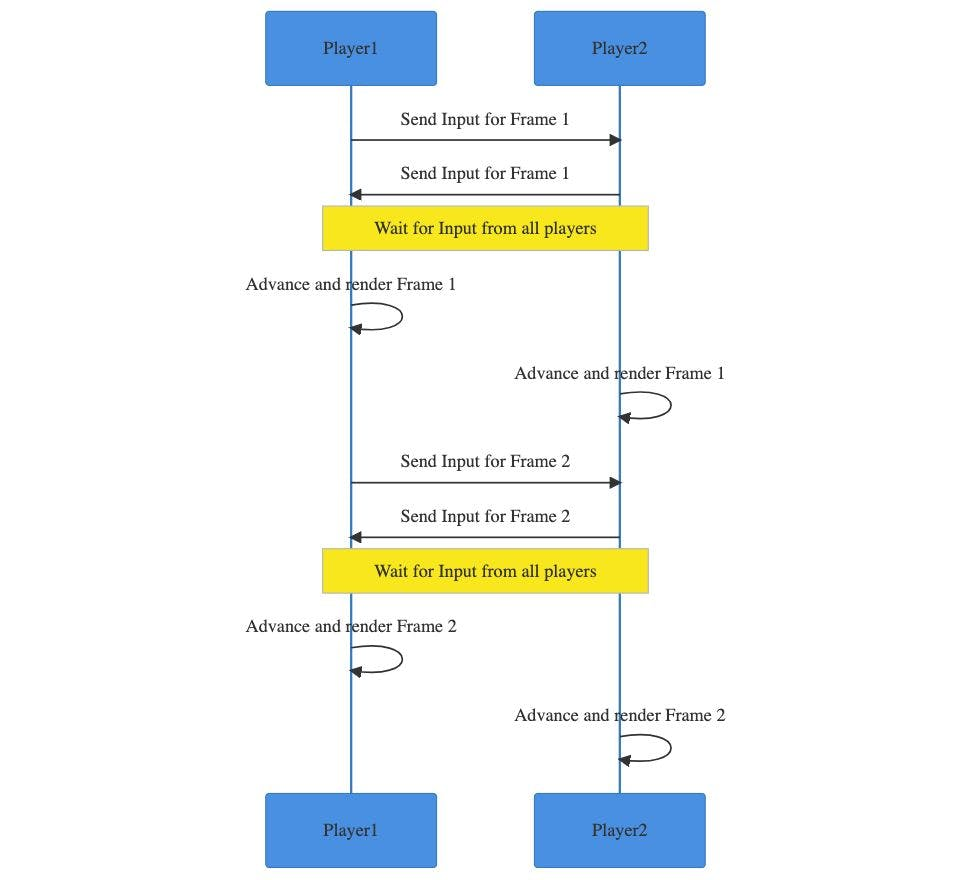 Player1
Player2
Send Input for Frame 1
Send Input for Frame 1
Wait for Input from all players
Advance and render Frame 1
Advance and render Frame 1
Send Input for Frame 2
Send Input for Frame 2
Wait for Input from all players
Advance and render Frame 2
Advance and render Frame 2
Player1
Player2